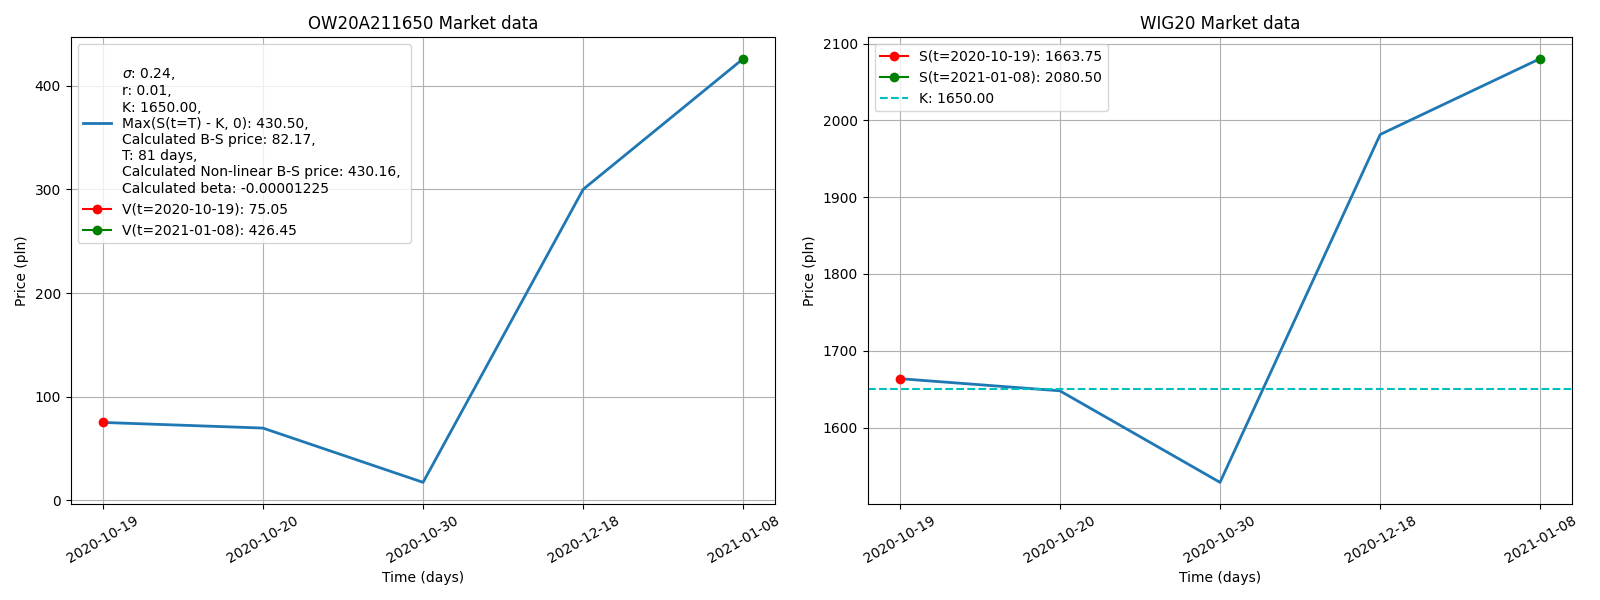 OW20A211650 Market data
σ: 0.24,
r: 0.01,
K: 1650.00,
Max(S(t=T) - K, 0): 430.50,
Calculated B-S price: 82.17,
T: 81 days,
Calculated Non-linear B-S price: 430.16,
Calculated beta: -0.00001225
V(t=2020-10-19): 75.05
V(t=2021-01-08): 426.45
Price (pln)
400
300
200
100
0
2020-10-19
2020-10-20
2020-10-30
2020-12-18
2021-01-08
Time (days)
WIG20 Market data
S(t=2020-10-19): 1663.75
S(t=2021-01-08): 2080.50
K: 1650.00
Price (pln)
2100
2000
1900
1800
1700
1600
2020-10-19
2020-10-20
2020-10-30
2020-12-18
2021-01-08
Time (days)